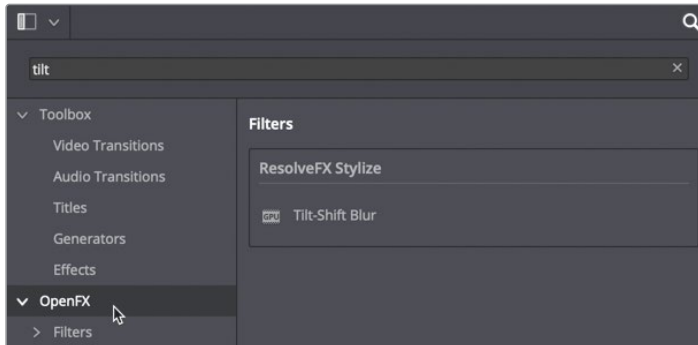 tilt
Toolbox
Video Transitions
Audio Transitions
Titles
Generators
Effects
OpenFX
Filters
Filters
ResolveFX Stylize
GPU Tilt-Shift Blur